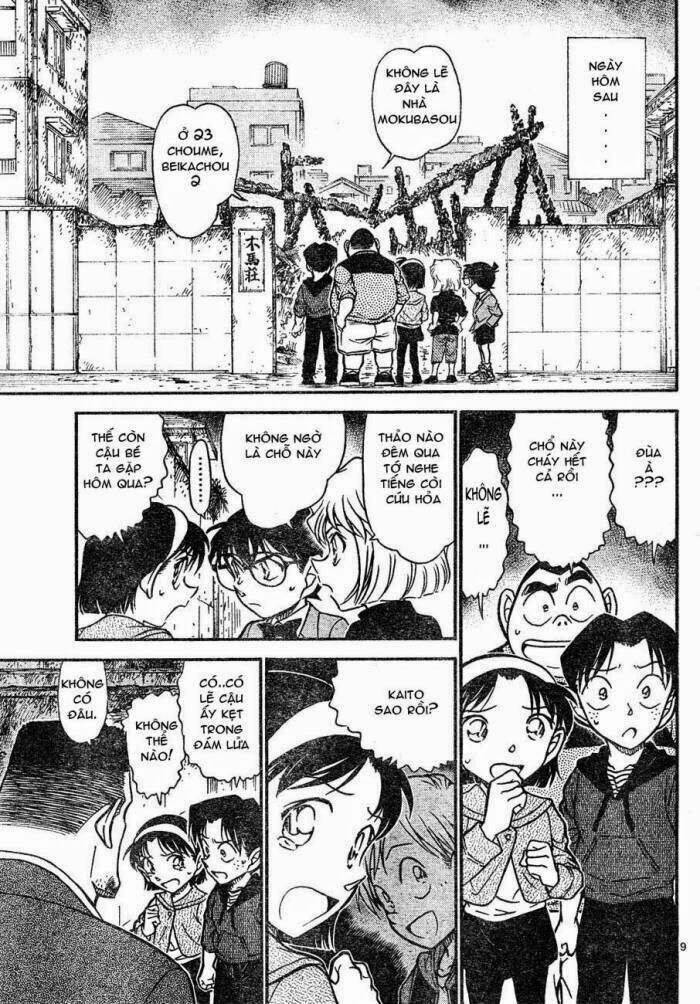 NGÀY
HÔM
SAU
....
KHÔNG LẼ
ĐÂY LÀ
NHÀ
MOKUBASOU
Ở 23
CHOUME,
BEIKACHOU
2
木馬荘
ĐÙA
À
???
CHỔ NÀY
CHÁY HẾT
CẢ RỒI
...
KHÔNG
LẼ
...
THẢO NÀO
ĐÊM QUA
TỚ NGHE
TIẾNG CÒI
CỨU HỎA
KHÔNG NGỜ
LÀ CHỖ NÀY
......
THẾ CÒN
CẬU BÉ
TA GẶP
HÔM QUA?
KAITO
SAO RỒI?
CÓ..CÓ
LẼ CẬU
ẤY KẸT
TRONG
ĐÁM LỬA
KHÔNG
THỂ
NÀO!
KHÔNG
CÓ
ĐÂU.
9